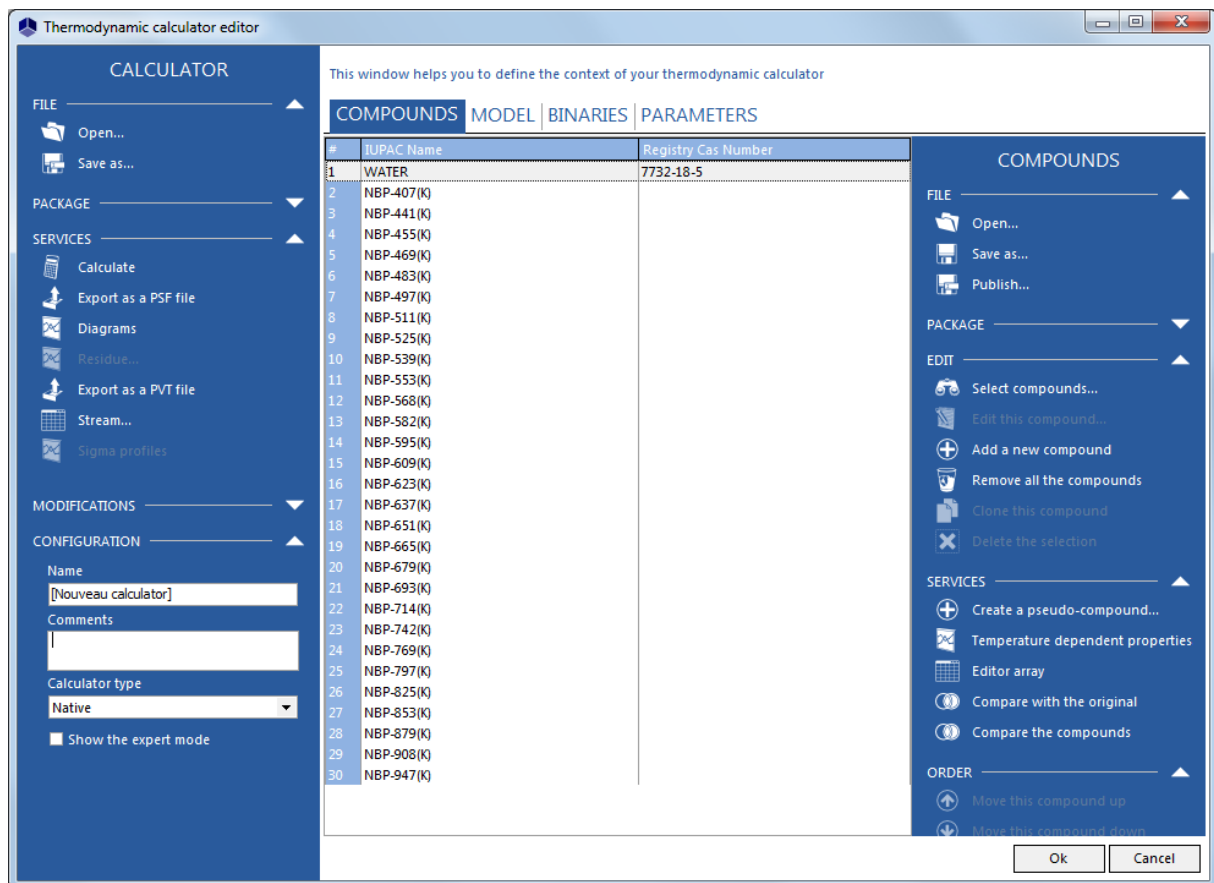 Thermodynamic calculator editor
CALCULATOR
FILE
Open...
Save as...
PACKAGE
SERVICES
Calculate
Export as a PSF file
Diagrams
Residue...
Export as a PVT file
Stream...
Sigma profiles
MODIFICATIONS
CONFIGURATION
Name
[Nouveau calculator]
Comments
Calculator type
Native
Show the expert mode
This window helps you to define the context of your thermodynamic calculator
COMPOUNDS MODEL BINARIES PARAMETERS
# IUPAC Name Registry Cas Number
1 WATER 7732-18-5
2 NBP-407(K)
3 NBP-441(K)
4 NBP-455(K)
5 NBP-469(K)
6 NBP-483(K)
7 NBP-497(K)
8 NBP-511(K)
9 NBP-525(K)
10 NBP-539(K)
11 NBP-553(K)
12 NBP-568(K)
13 NBP-582(K)
14 NBP-595(K)
15 NBP-609(K)
16 NBP-623(K)
17 NBP-637(K)
18 NBP-651(K)
19 NBP-665(K)
20 NBP-679(K)
21 NBP-693(K)
22 NBP-714(K)
23 NBP-742(K)
24 NBP-769(K)
25 NBP-797(K)
26 NBP-825(K)
27 NBP-853(K)
28 NBP-879(K)
29 NBP-908(K)
30 NBP-947(K)
COMPOUNDS
FILE
Open...
Save as...
Publish...
PACKAGE
EDIT
Select compounds...
Edit this compound...
Add a new compound
Remove all the compounds
Clone this compound
Delete the selection
SERVICES
Create a pseudo-compound...
Temperature dependent properties
Editor array
Compare with the original
Compare the compounds
ORDER
Move this compound up
Move this compound down
Ok
Cancel